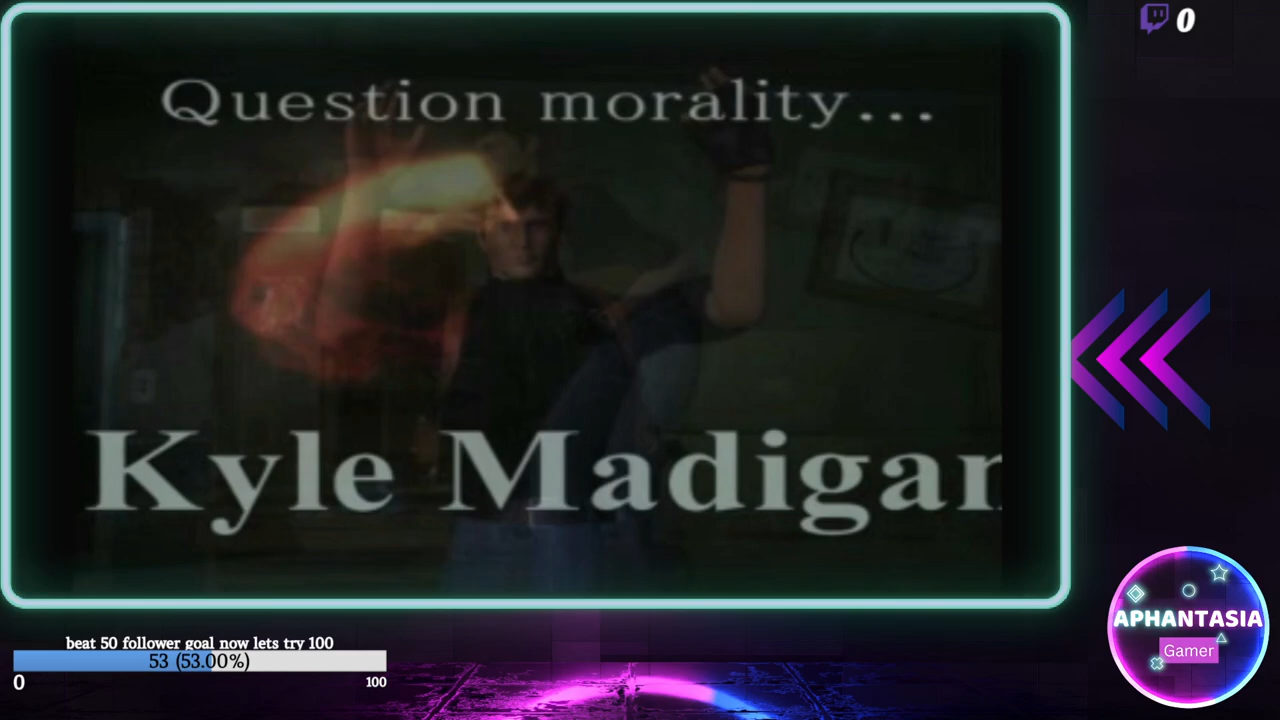 0
Question morality...
Kyle Madigan
beat 50 follower goal now lets try 100
53 (53.00%)
0
100
APHANTASIA
Gamer